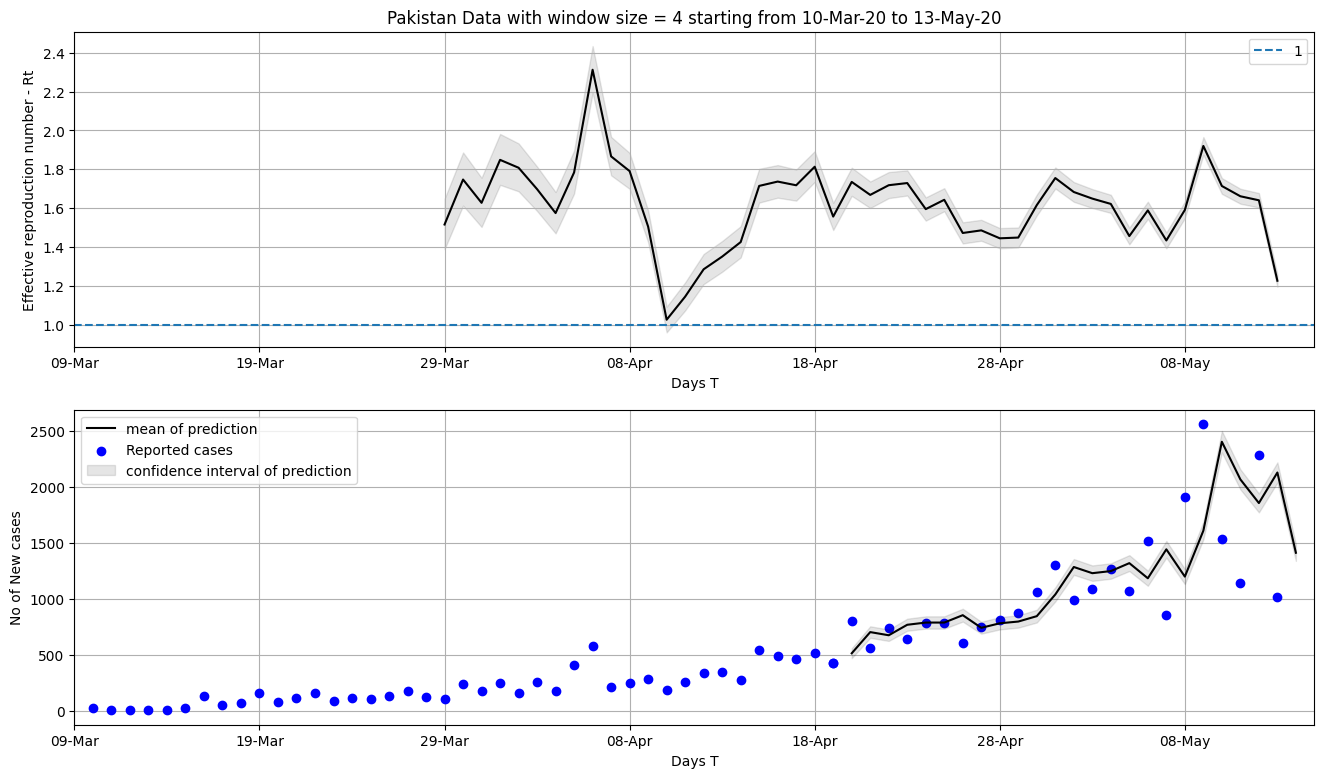 Pakistan Data with window size = 4 starting from 10-Mar-20 to 13-May-20
Effective reproduction number - Rt
2.4
2.2
2.0
1.8
1.6
1.4
1.2
1.0
1
09-Mar 19-Mar 29-Mar 08-Apr 18-Apr 28-Apr 08-May
Days T
No of New cases
2500
2000
1500
1000
500
0
mean of prediction
Reported cases
confidence interval of prediction
09-Mar 19-Mar 29-Mar 08-Apr 18-Apr 28-Apr 08-May
Days T